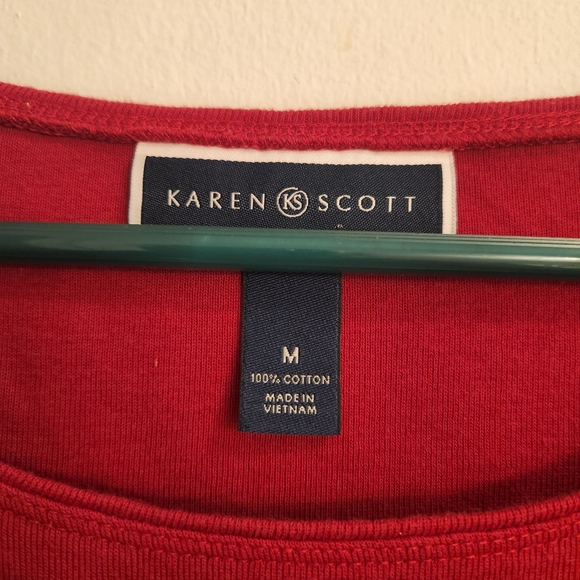 KAREN KS SCOTT
M
100% COTTON
MADE IN
VIETNAM